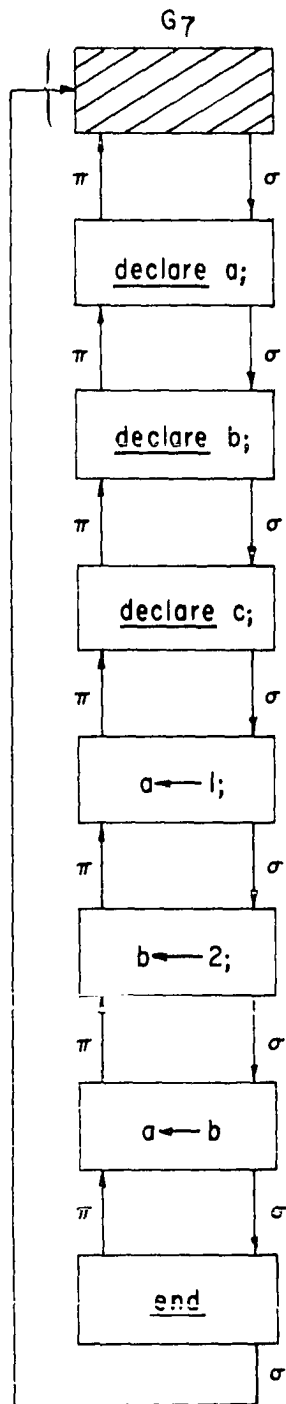 G7
π σ
declare a;
π σ
declare b;
π σ
declare c;
π σ
a ← 1;
π σ
b ← 2;
π σ
a ← b
π σ
end
σ